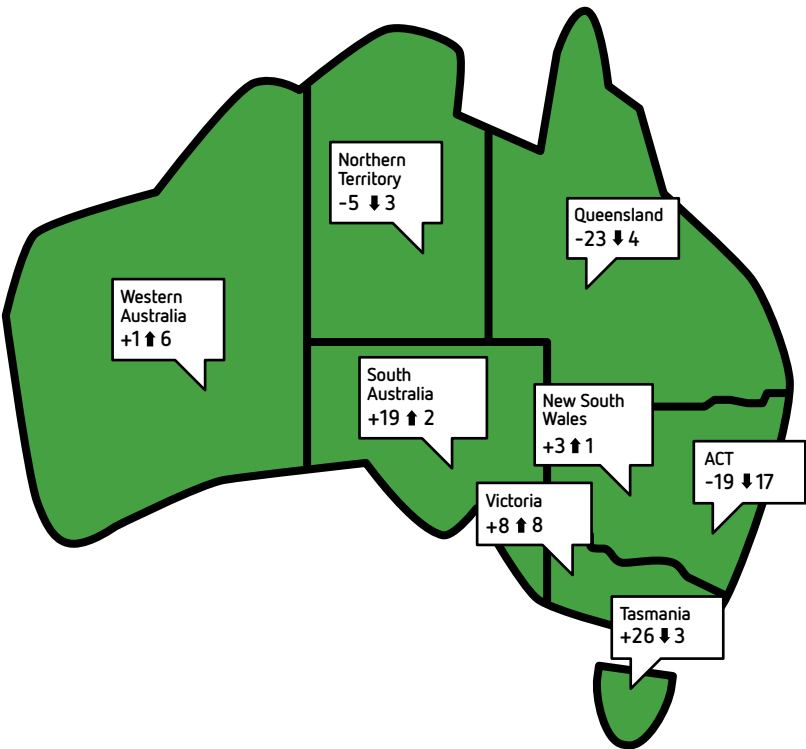 Northern
Territory
-5 ⬇ 3
Queensland
-23 ⬇ 4
Western
Australia
+1 ⬆ 6
South
Australia
+19 ⬆ 2
New South
Wales
+3 ⬆ 1
ACT
-19 ⬇ 17
Victoria
+8 ⬆ 8
Tasmania
+26 ⬇ 3